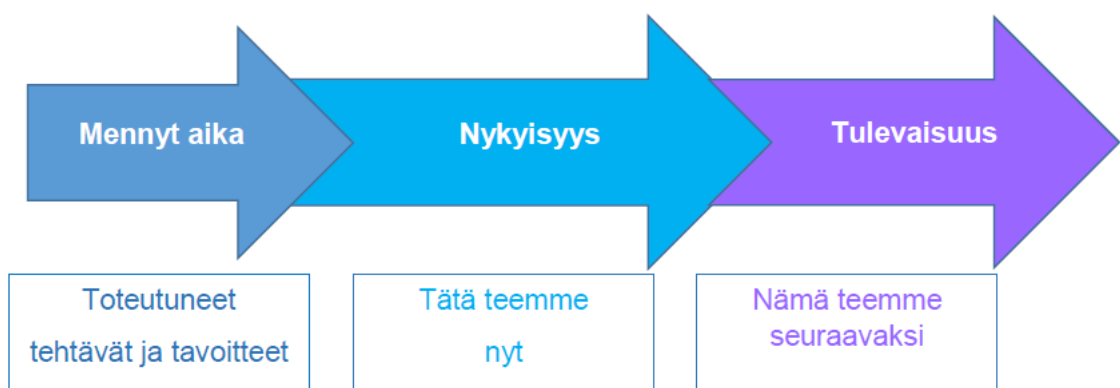 Mennyt aika
Nykyisyys
Tulevaisuus
Toteutuneet
tehtävät ja tavoitteet
Tätä teemme
nyt
Nämä teemme
seuraavaksi